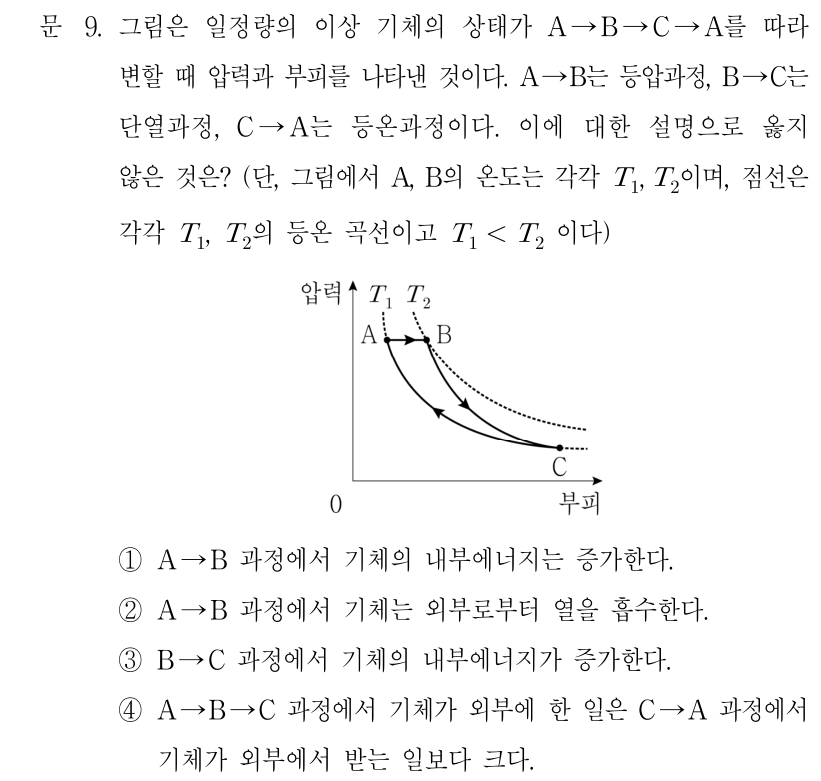 문 9. 그림은 일정량의 이상 기체의 상태가 A→B→C→A를 따라
변할 때 압력과 부피를 나타낸 것이다. A→B는 등압과정, B→C는
단열과정, C→A는 등온과정이다. 이에 대한 설명으로 옳지
않은 것은? (단, 그림에서 A, B의 온도는 각각 T₁, T₂이며, 점선은
각각 T₁, T₂의 등온 곡선이고 T₁ < T₂ 이다)
압력 T₁ T₂
A B
C
0 부피
① A→B 과정에서 기체의 내부에너지는 증가한다.
② A→B 과정에서 기체는 외부로부터 열을 흡수한다.
③ B→C 과정에서 기체의 내부에너지가 증가한다.
④ A→B→C 과정에서 기체가 외부에 한 일은 C→A 과정에서
기체가 외부에서 받는 일보다 크다.